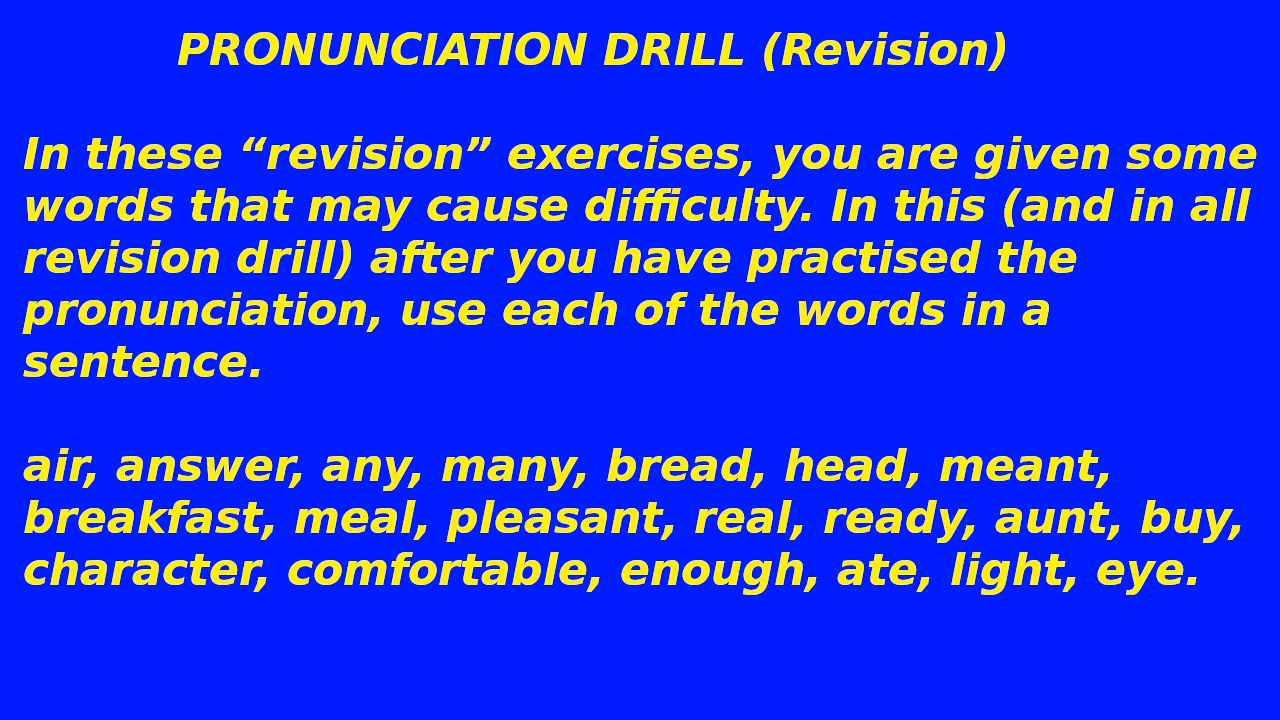 PRONUNCIATION DRILL (Revision)
In these “revision” exercises, you are given some
words that may cause difficulty. In this (and in all
revision drill) after you have practised the
pronunciation, use each of the words in a
sentence.
air, answer, any, many, bread, head, meant,
breakfast, meal, pleasant, real, ready, aunt, buy,
character, comfortable, enough, ate, light, eye.